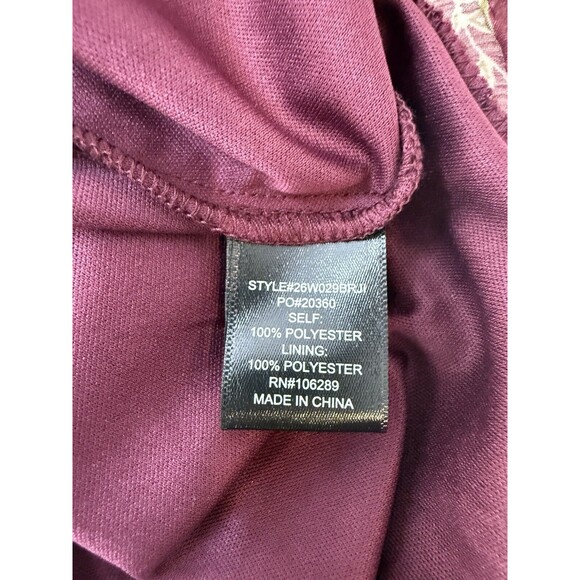 STYLE#26W029BRJI
PO#20360
SELF:
100% POLYESTER
LINING:
100% POLYESTER
RN#106289
MADE IN CHINA